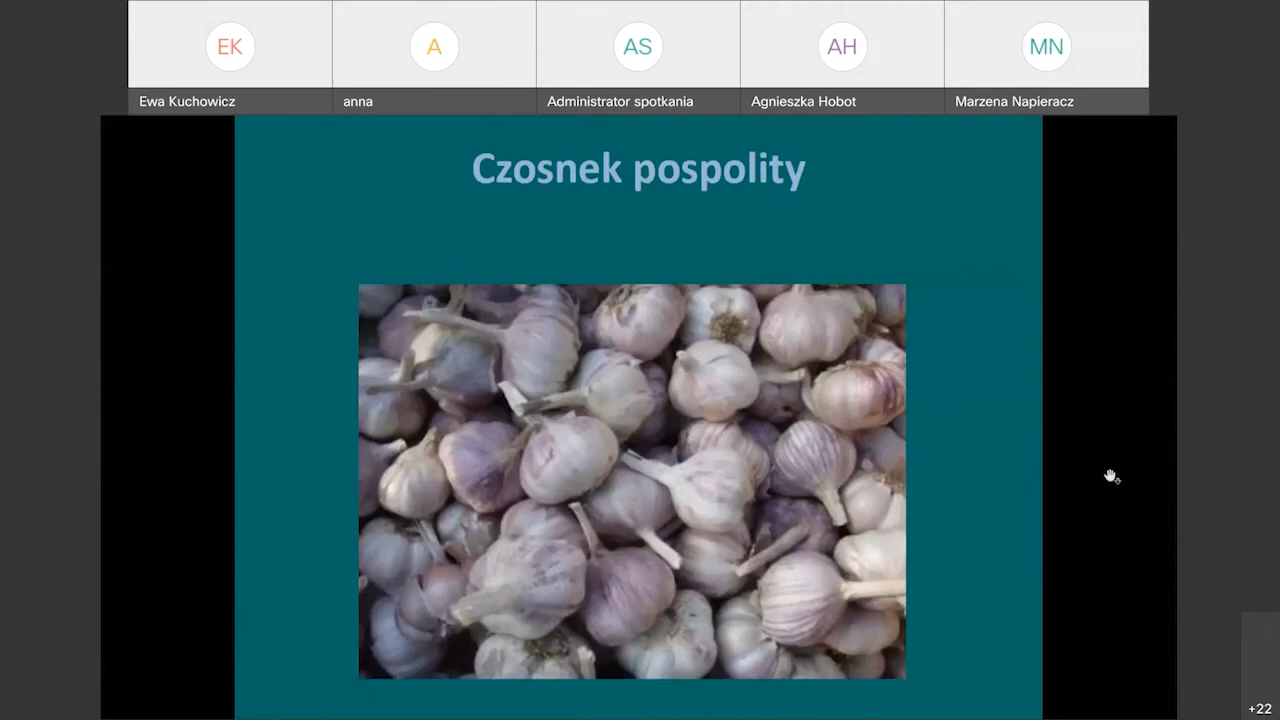 EK
A
AS
AH
MN
Ewa Kuchowicz
anna
Administrator spotkania
Agnieszka Hobot
Marzena Napieracz
Czosnek pospolity
+22